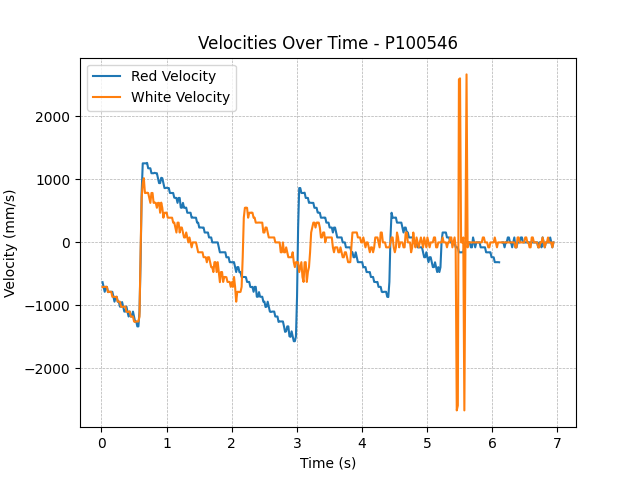 Velocities Over Time - P100546
Red Velocity
White Velocity
Velocity (mm/s)
2000
1000
0
−1000
−2000
0 1 2 3 4 5 6 7
Time (s)